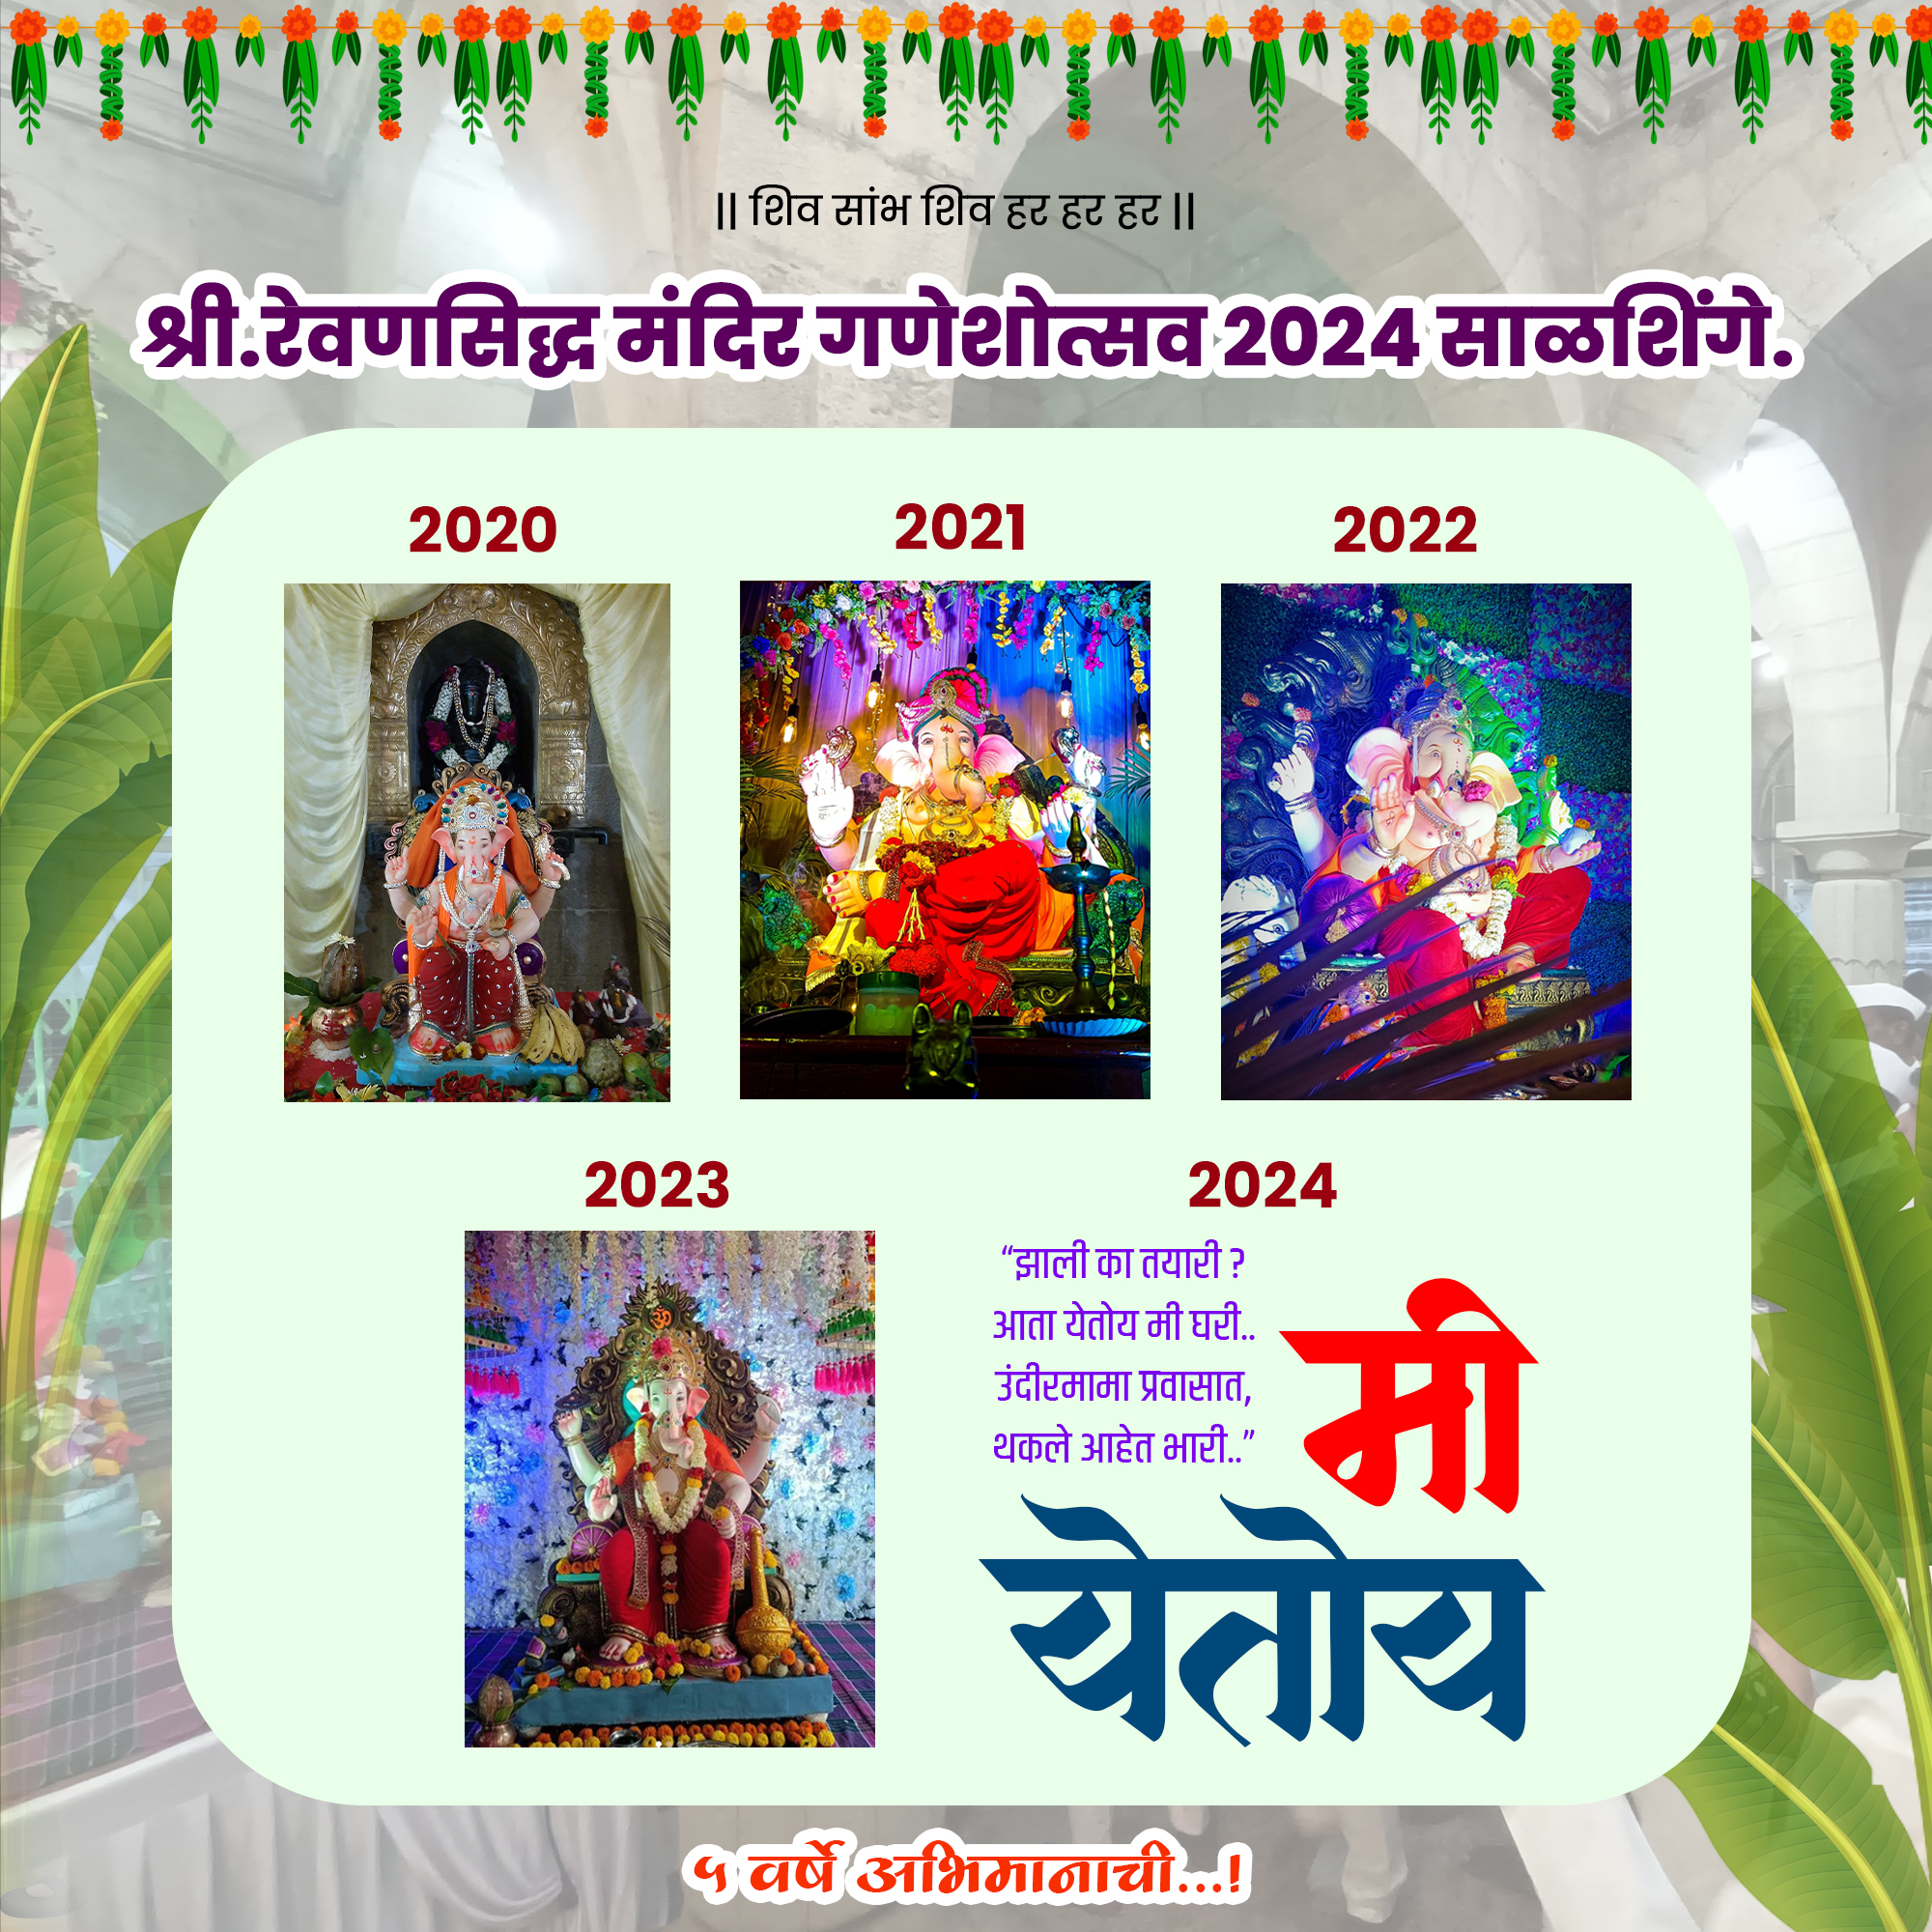 || शिव सांभ शिव हर हर हर ||
श्री.रेवणसिद्ध मंदिर गणेशोत्सव 2024 साळशिंगे.
2020
2021
2022
2023
2024
“झाली का तयारी ?
आता येतोय मी घरी..
उंदीरमामा प्रवासात,
थकले आहेत भारी..”
मी
येतोय
५ वर्षे अभिमानाची...!